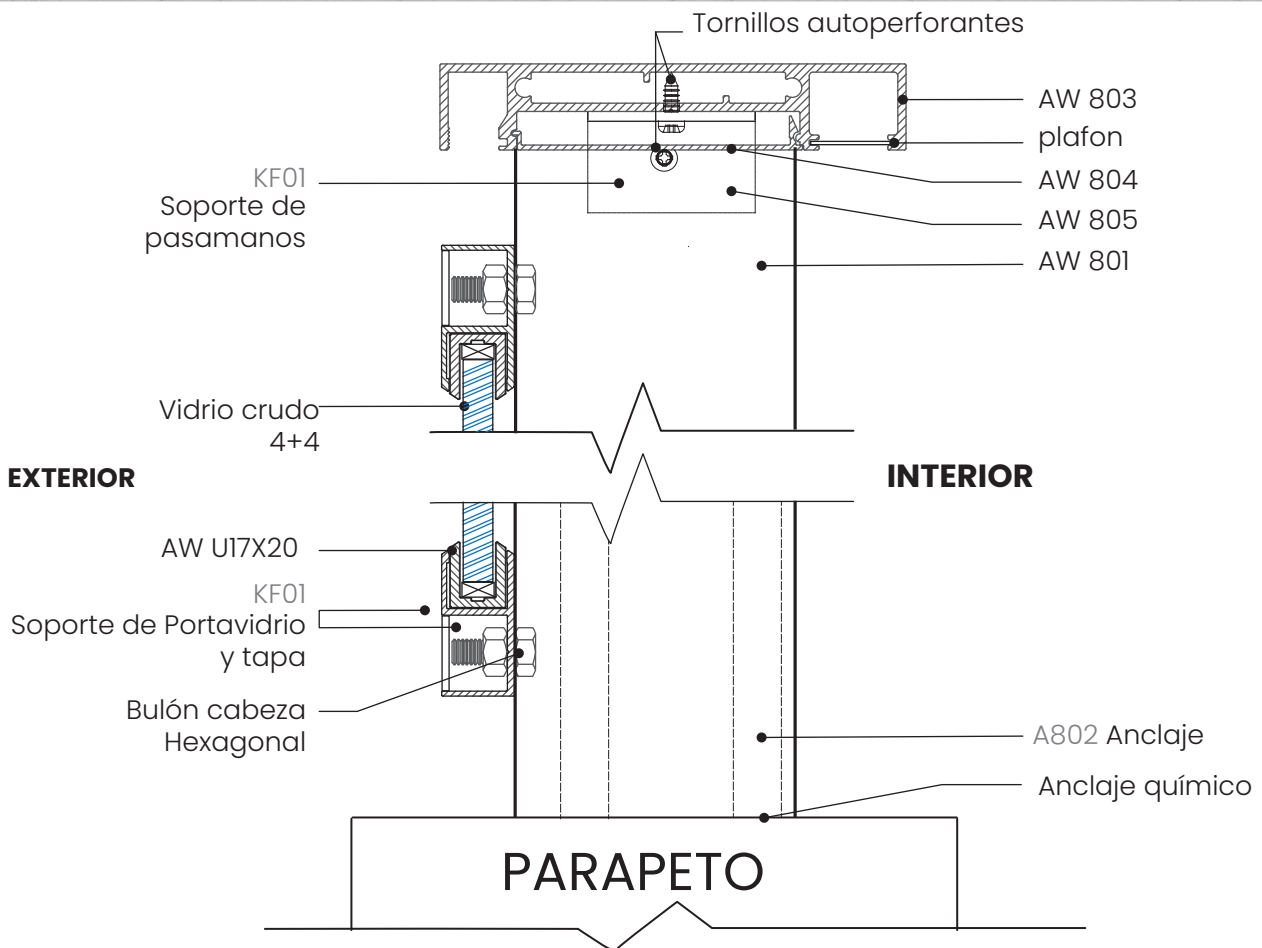 Tornillos autoperforantes
AW 803
plafon
AW 804
AW 805
AW 801
KF01
Soporte de
pasamanos
Vidrio crudo
4+4
EXTERIOR
INTERIOR
AW U17X20
KF01
Soporte de Portavidrio
y tapa
Bulón cabeza
Hexagonal
A802 Anclaje
Anclaje químico
PARAPETO